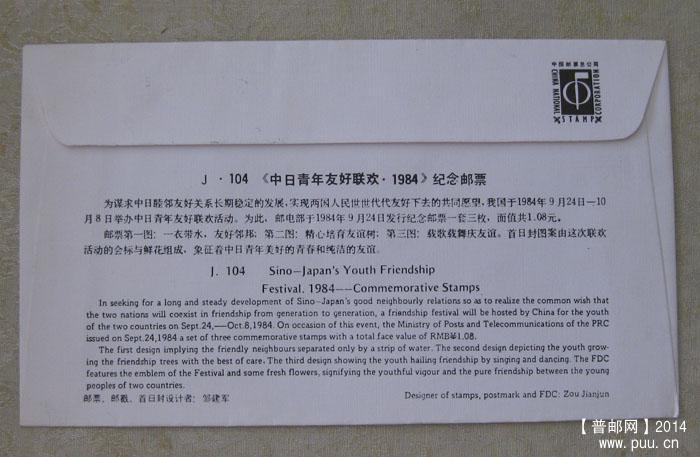 中国邮票总公司
CHINA NATIONAL
STAMP
CORPORATION
J·104 《中日青年友好联欢·1984》纪念邮票
为谋求中日睦邻友好关系长期稳定的发展,实现两国人民世世代代友好下去的共同愿望,我国于1984年9月24日—10
月8日举办中日青年友好联欢活动。为此,邮电部于1984年9月24日发行纪念邮票一套三枚,面值共1.08元。
邮票第一图:一衣带水,友好邻邦;第二图:精心培育友谊树;第三图:载歌载舞庆友谊。首日封图案由这次联欢
活动的会标与鲜花组成,象征着中日青年美好的青春和纯洁的友谊。
J. 104 Sino—Japan's Youth Friendship
Festival. 1984——Commemorative Stamps
In seeking for a long and steady development of Sino—Japan's good neighbourly relations so as to realize the common wish that
the two nations will coexist in friendship from generation to generation, a friendship festival will be hosted by China for the youth
of the two countries on Sept.24,—Oct.8,1984. On occasion of this event, the Ministry of Posts and Telecommunications of the PRC
issued on Sept.24,1984 a set of three commemorative stamps with a total face value of RMB¥1.08.
The first design implying the friendly neighbours separated only by a strip of water. The second design depicting the youth grow-
ing the friendship trees with the best of care. The third design showing the youth hailing friendship by singing and dancing. The FDC
features the emblem of the Festival and some fresh flowers, signifying the youthful vigour and the pure friendship between the young
peoples of two countries.
邮票、邮戳、首日封设计者:邹建军 Designer of stamps, postmark and FDC: Zou Jianjun
【普邮网】2014
www.puu.cn